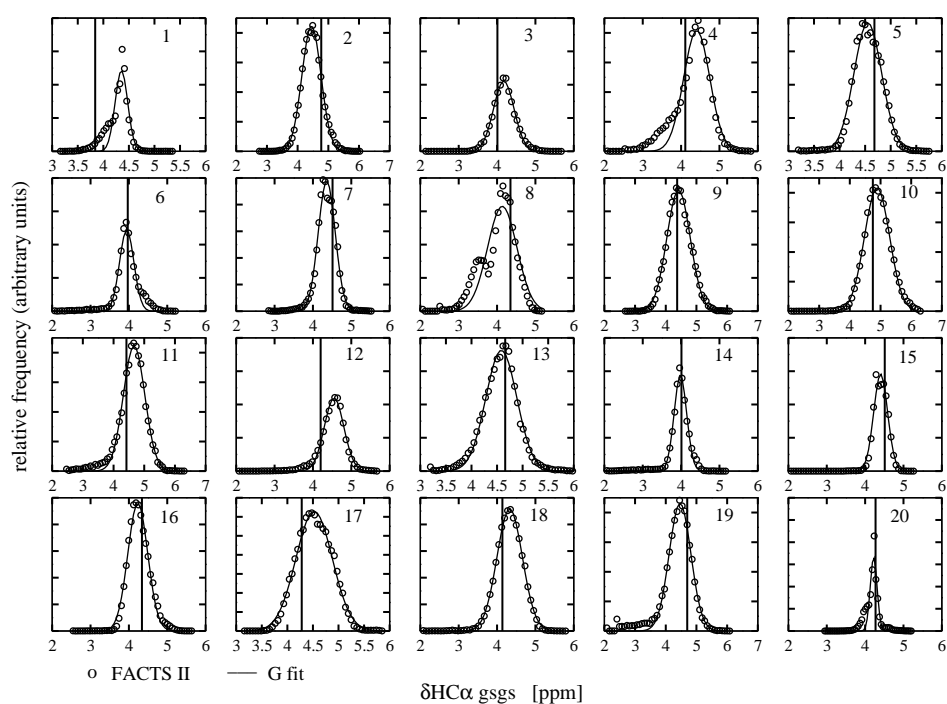 1 2 3 4 5
3 3.5 4 4.5 5 5.5 6 2 3 4 5 6 7 2 3 4 5 6 2 3 4 5 6 3 3.5 4 4.5 5 5.5 6
6 7 8 9 10
2 3 4 5 6 2 3 4 5 6 2 3 4 5 6 2 3 4 5 6 7 2 3 4 5 6 7
relative frequency (arbitrary units)
11 12 13 14 15
2 3 4 5 6 7 2 3 4 5 6 3 3.5 4 4.5 5 5.5 6 2 3 4 5 6 2 3 4 5 6
16 17 18 19 20
2 3 4 5 6 3 3.5 4 4.5 5 5.5 6 2 3 4 5 6 2 3 4 5 6 7 2 3 4 5 6
FACTS II G fit
δHCα gsgs [ppm]